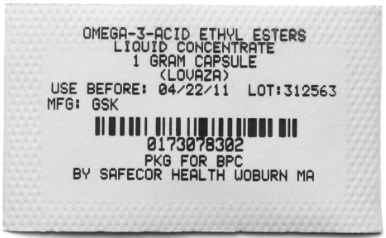 OMEGA-3-ACID ETHYL ESTERS
LIQUID CONCENTRATE
1 GRAM CAPSULE
(LOVAZA)
USE BEFORE: 04/22/11 LOT:312563
MFG: GSK
0173078302
PKG FOR BPC
BY SAFECOR HEALTH WOBURN MA